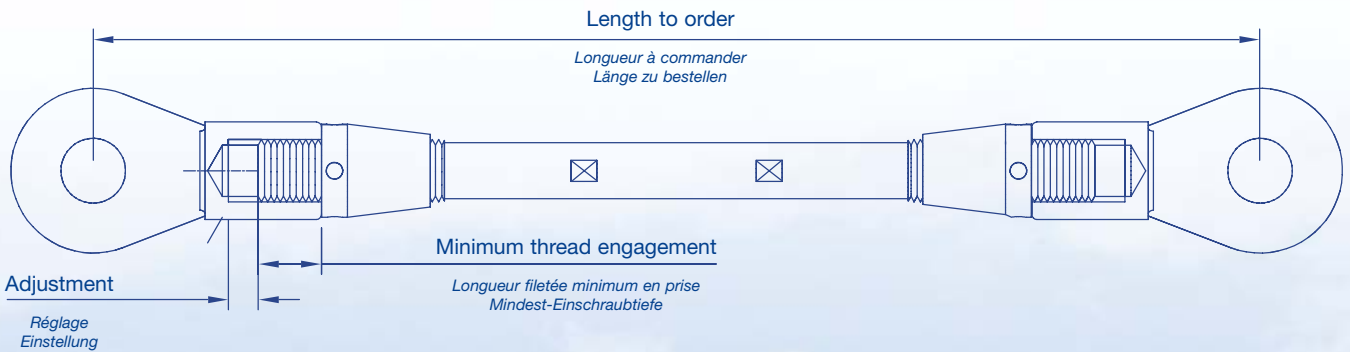 Length to order
Longueur à commander
Länge zu bestellen
Minimum thread engagement
Longueur filetée minimum en prise
Mindest-Einschraubtiefe
Adjustment
Réglage
Einstellung